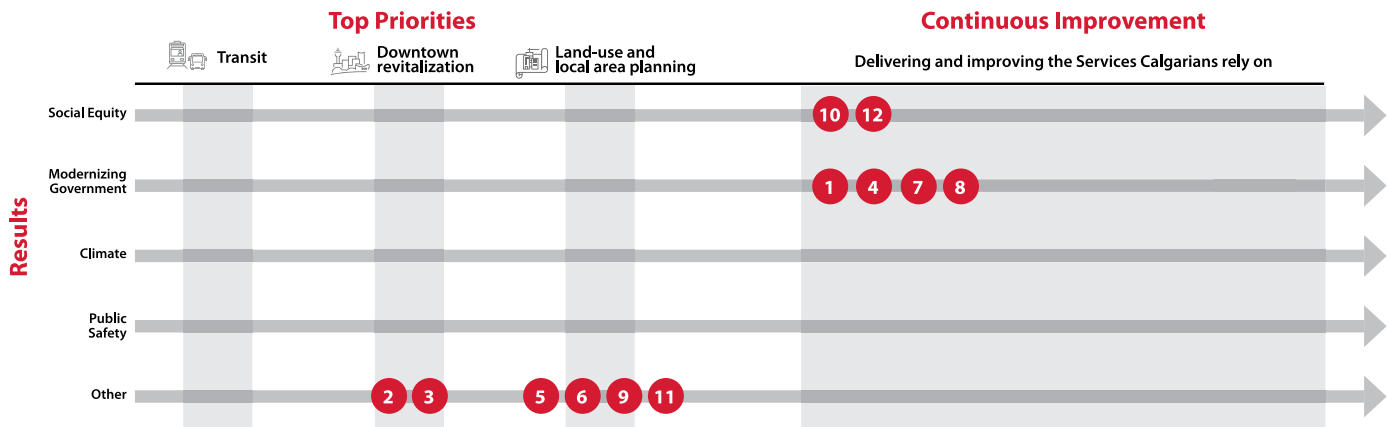 Top Priorities
Continuous Improvement
Transit
Downtown
revitalization
Land-use and
local area planning
Delivering and improving the Services Calgarians rely on
Results
Social Equity
10 12
Modernizing
Government
1 4 7 8
Climate
Public
Safety
Other
2 3 5 6 9 11